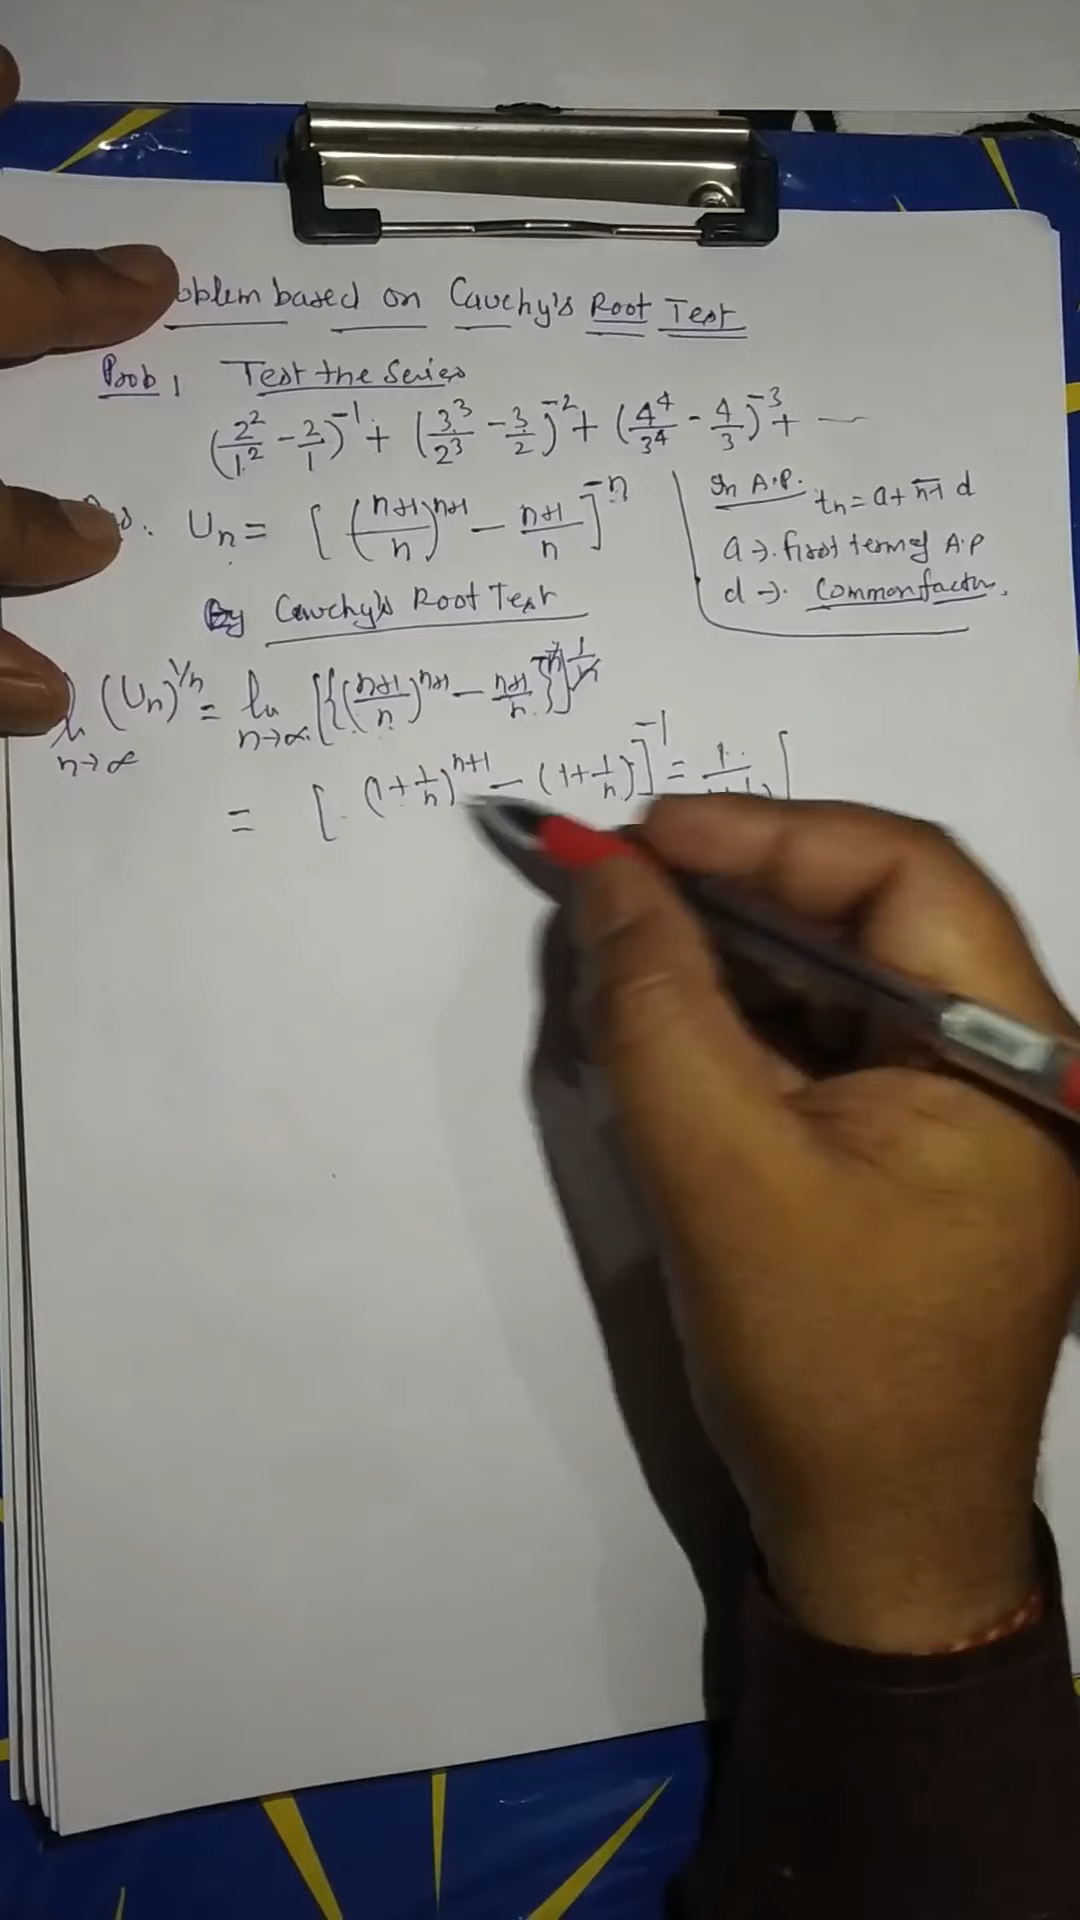 oblem based on Cauchy's Root Test
Prob 1 Test the Series
(2²/1² - 2/1)⁻¹ + (3³/2³ - 3/2)⁻² + (4⁴/3⁴ - 4/3)⁻³ + —
Uₙ = [((n+1)/n)ⁿ⁺¹ - (n+1)/n]⁻ⁿ
In A.P. tₙ = a + n-1 d
a → first term of A.P
d → Common factor.
By Cauchy's Root Test
n→∞ (Uₙ)^1/n = lim n→∞ [{((n+1)/n)ⁿ⁺¹ - (n+1)/n}⁻ⁿ]^1/n
= [(1+1/n)ⁿ⁺¹ - (1+1/n)]⁻¹ = 1